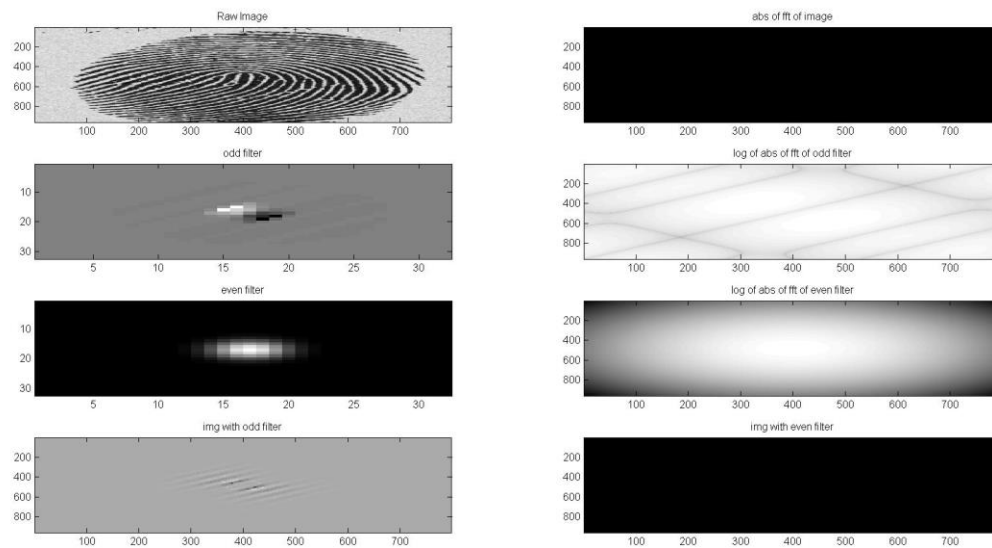 Raw Image
200
400
600
800
100 200 300 400 500 600 700
abs of fft of image
200
400
600
800
100 200 300 400 500 600 700
odd filter
10
20
30
5 10 15 20 25 30
log of abs of fft of odd filter
200
400
600
800
100 200 300 400 500 600 700
even filter
10
20
30
5 10 15 20 25 30
log of abs of fft of even filter
200
400
600
800
100 200 300 400 500 600 700
img with odd filter
200
400
600
800
100 200 300 400 500 600 700
img with even filter
200
400
600
800
100 200 300 400 500 600 700